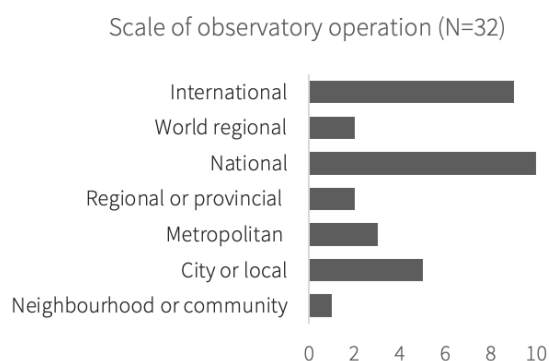 Scale of observatory operation (N=32)
International
World regional
National
Regional or provincial
Metropolitan
City or local
Neighbourhood or community
0 2 4 6 8 10